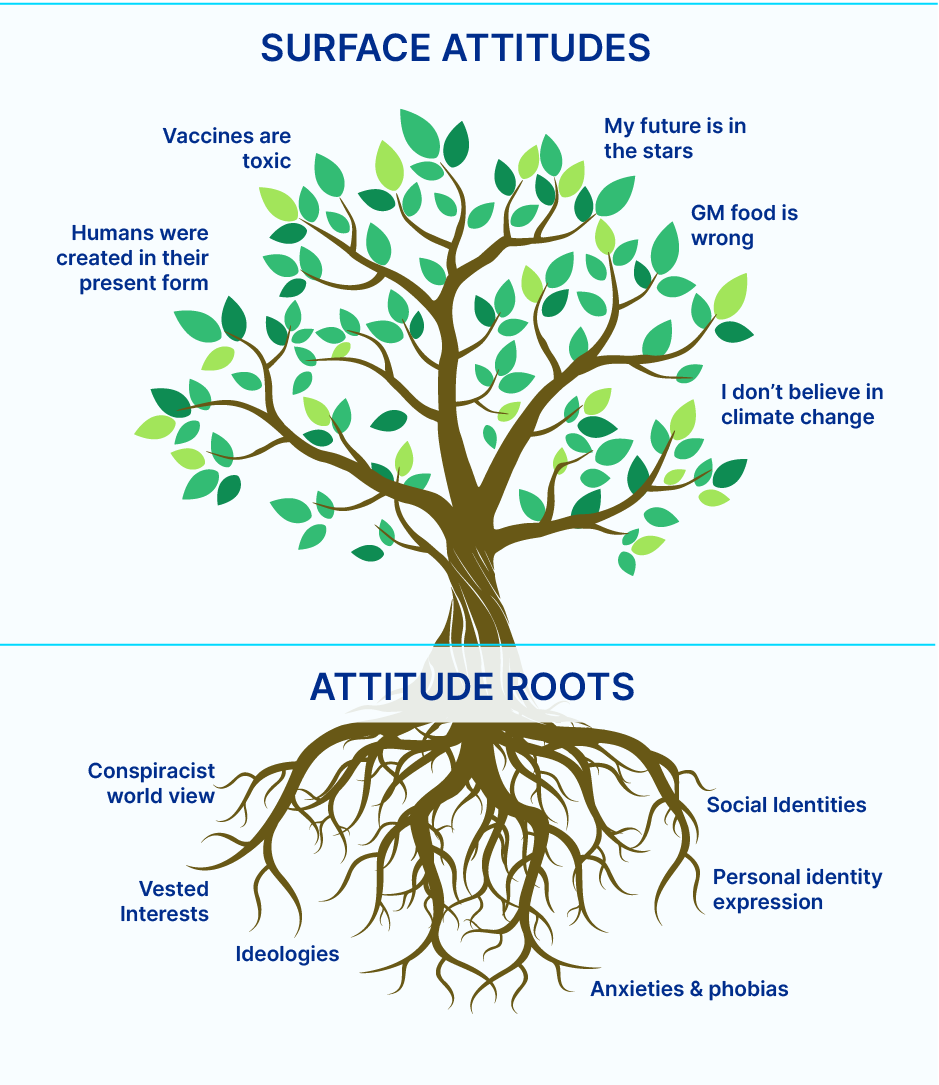 SURFACE ATTITUDES
Vaccines are
toxic
My future is in
the stars
Humans were
created in their
present form
GM food is
wrong
I don’t believe in
climate change
ATTITUDE ROOTS
Conspiracist
world view
Social Identities
Vested
Interests
Personal identity
expression
Ideologies
Anxieties & phobias